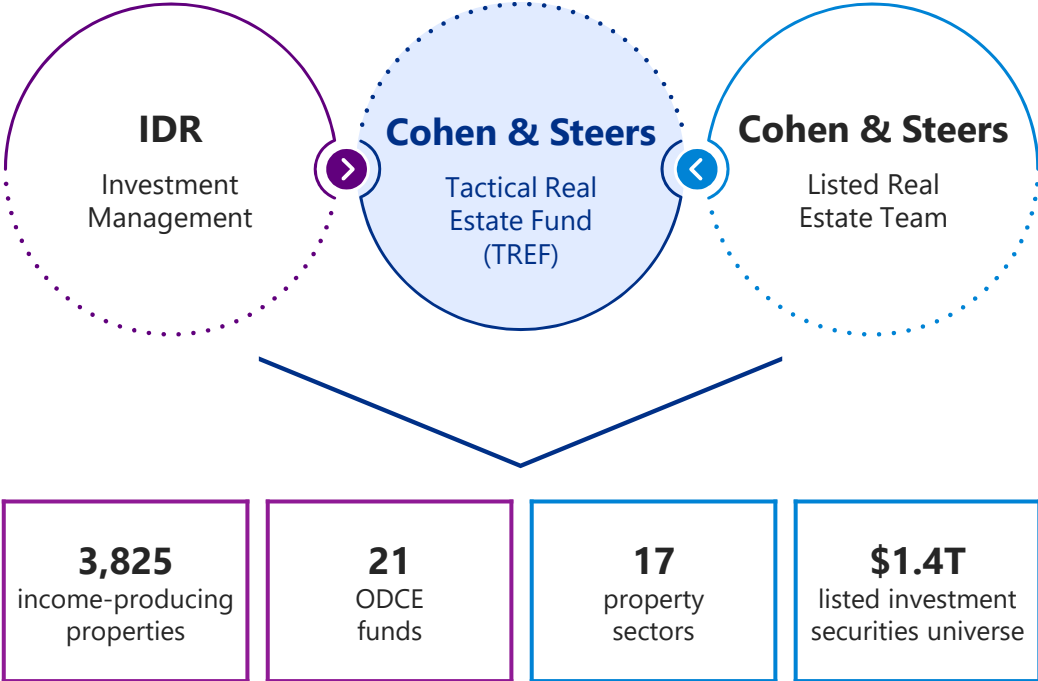 IDR
Investment
Management
Cohen & Steers
Tactical Real
Estate Fund
(TREF)
Cohen & Steers
Listed Real
Estate Team
3,825
income-producing
properties
21
ODCE
funds
17
property
sectors
$1.4T
listed investment
securities universe